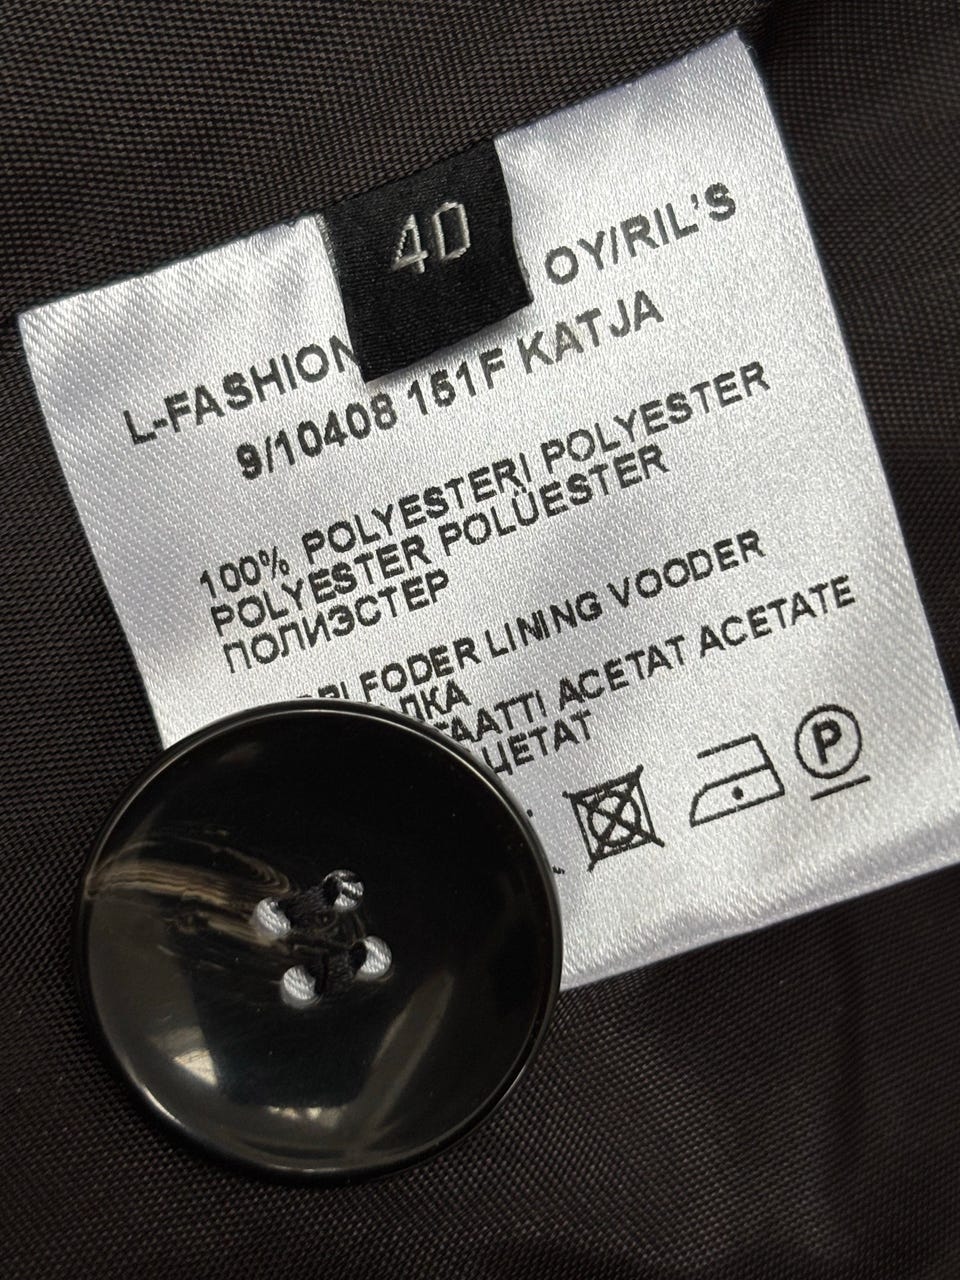 40
L-FASHION OY/RIL'S
9/10408 151F KATJA
100% POLYESTERI POLYESTER
POLYESTER POLÜESTER
ПОЛИЭСТЕР
FODER LINING VOODER
ACETAT ACETATE
P